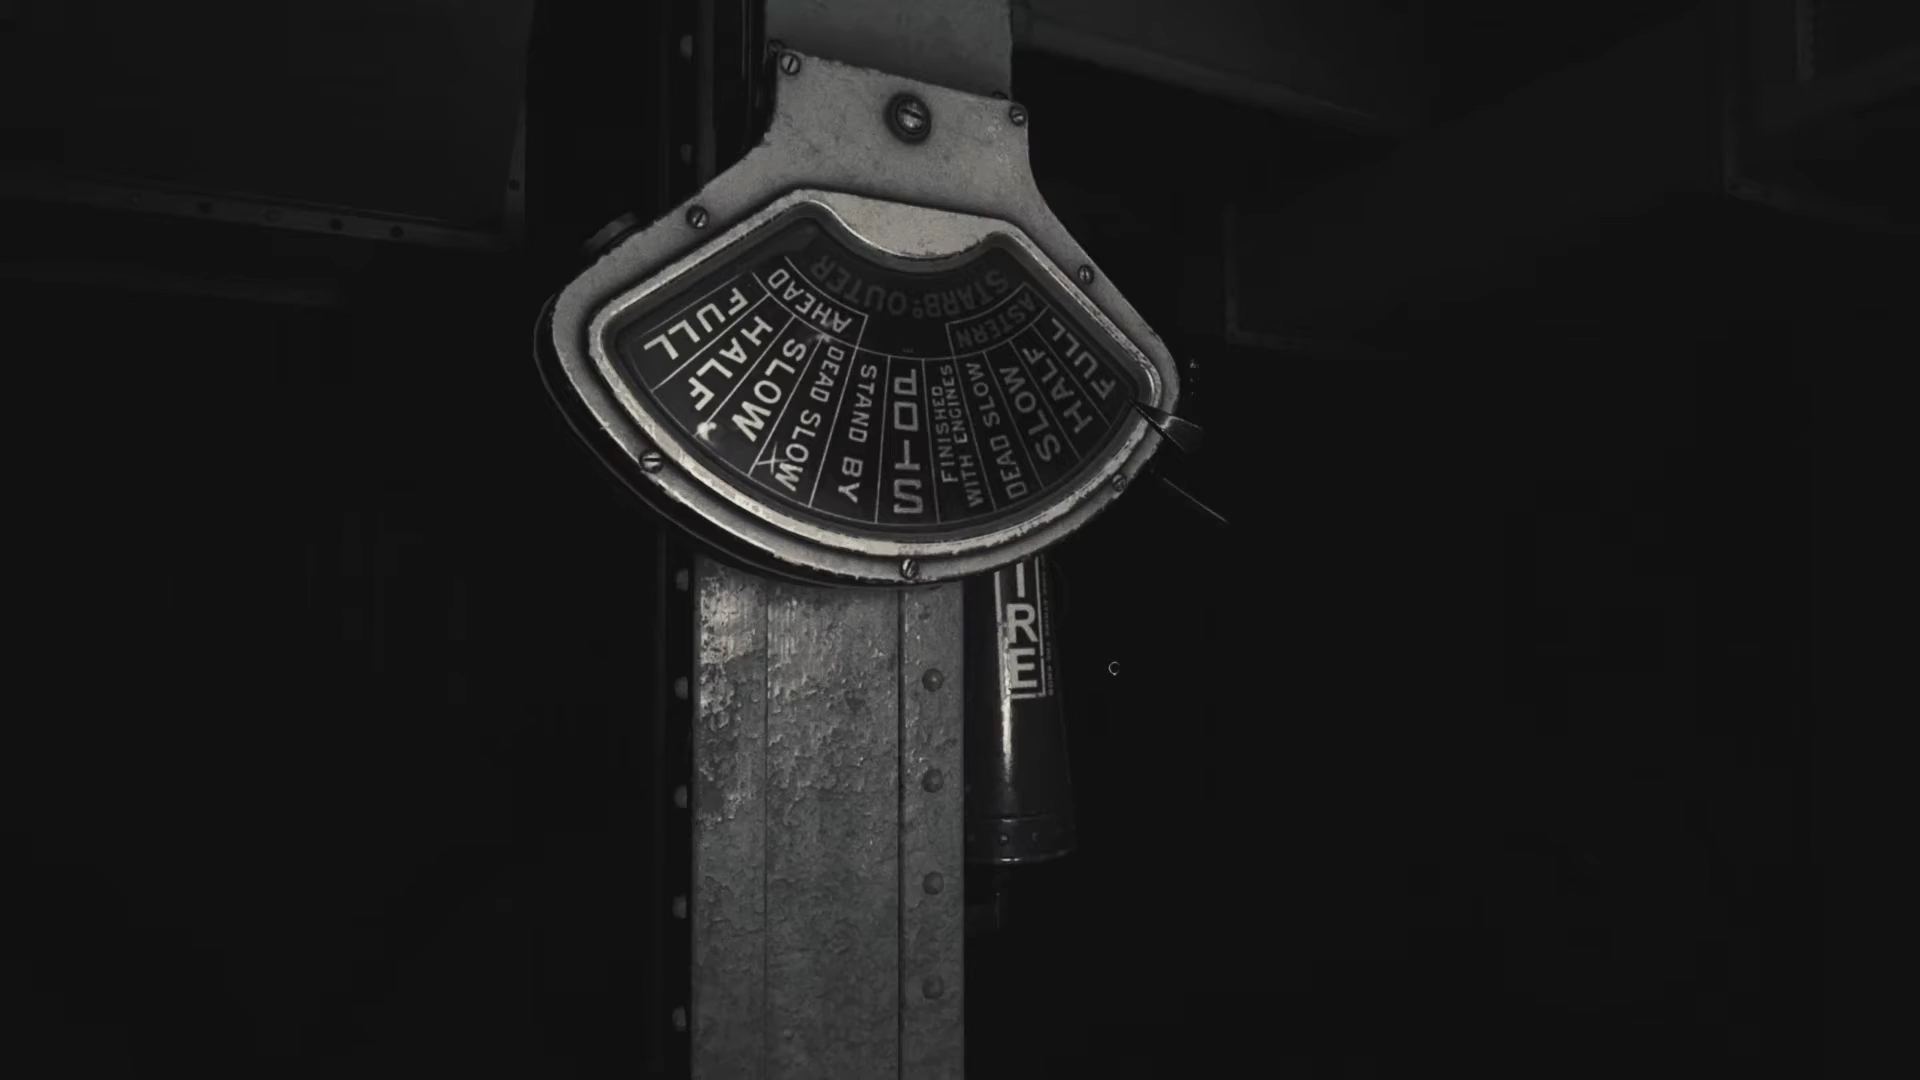 STARBD OUTER
AHEAD
FULL
HALF
SLOW
DEAD SLOW
STAND BY
STOP
FINISHED
WITH ENGINES
DEAD SLOW
SLOW
HALF
FULL
ASTERN
IRE